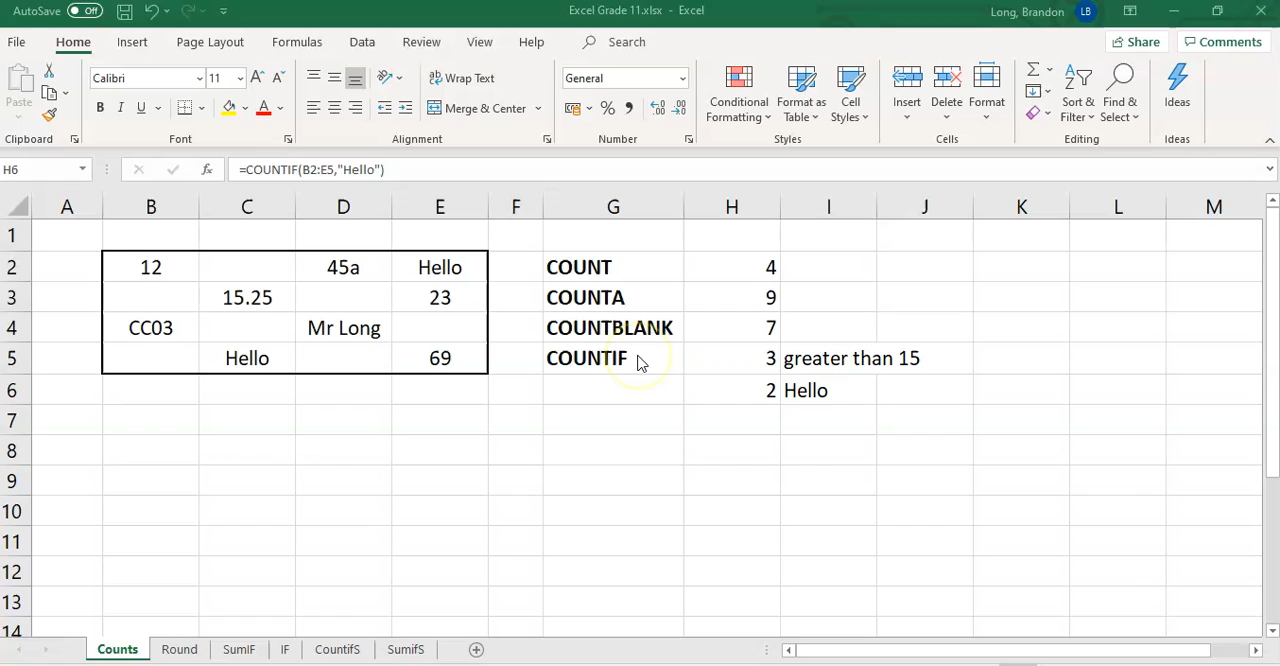 AutoSave Off Excel Grade 11.xlsx - Excel Long, Brandon LB
File Home Insert Page Layout Formulas Data Review View Help Search Share Comments
Paste Calibri 11 A A Wrap Text General Conditional Formatting Format as Table Cell Styles Insert Delete Format Sort & Filter Find & Select Ideas
B I U A Merge & Center % 
Clipboard Font Alignment Number Styles Cells Editing Ideas
H6 fx =COUNTIF(B2:E5,"Hello")
A B C D E F G H I J K L M
1
2 12 45a Hello COUNT 4
3 15.25 23 COUNTA 9
4 CC03 Mr Long COUNTBLANK 7
5 Hello 69 COUNTIF 3 greater than 15
6 2 Hello
7
8
9
10
11
12
13
14
Counts Round SumIF IF CountifS SumifS